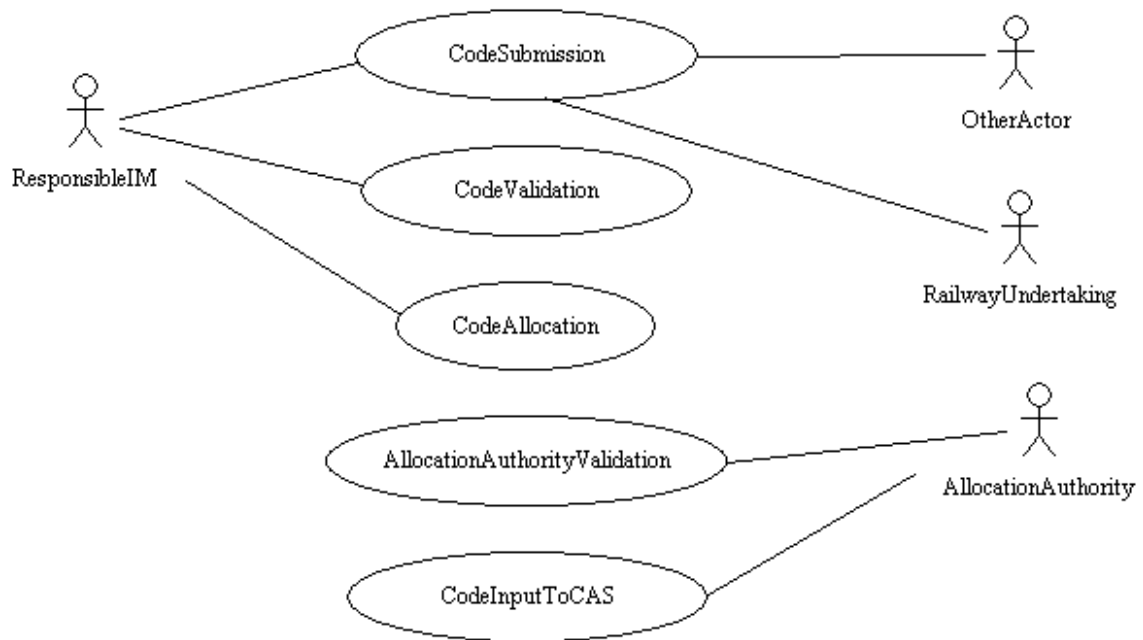 CodeSubmission
OtherActor
ResponsibleIM
CodeValidation
RailwayUndertaking
CodeAllocation
AllocationAuthorityValidation
AllocationAuthority
CodeInputToCAS